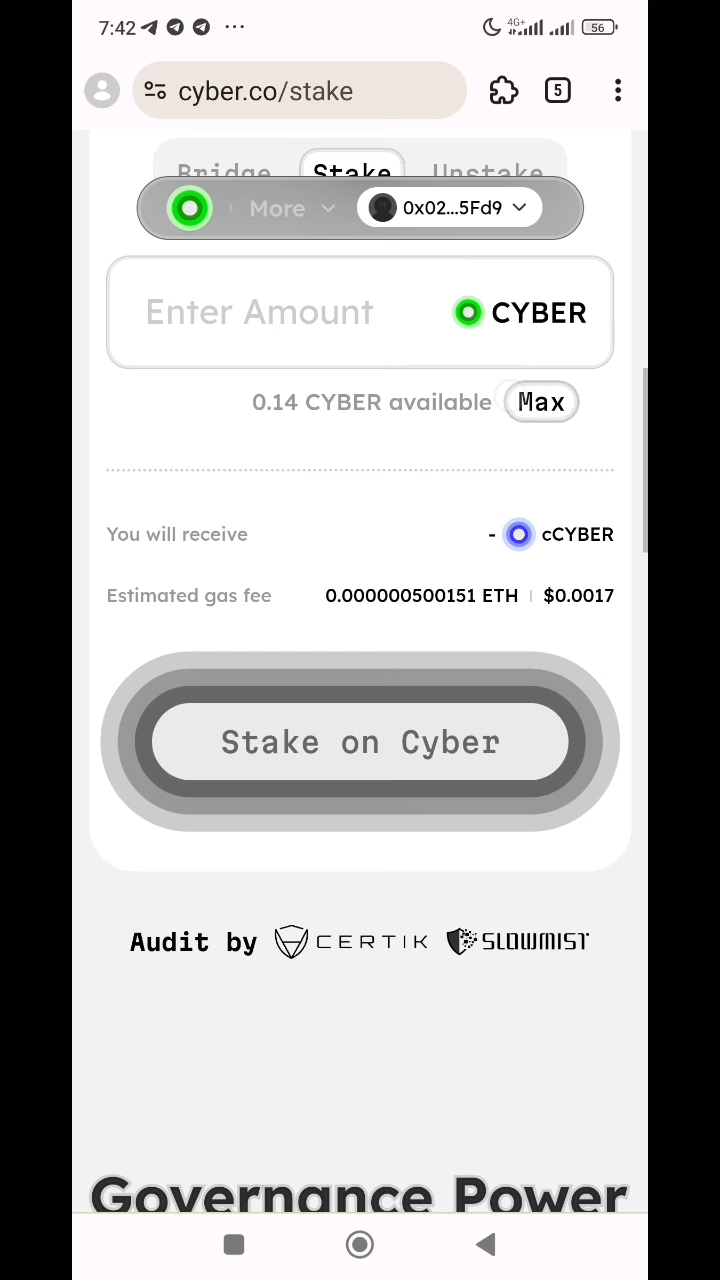 7:42 ... 4G+ 56
cyber.co/stake 5
Bridge Stake Unstake
More 0x02...5Fd9
Enter Amount CYBER
0.14 CYBER available Max
You will receive - cCYBER
Estimated gas fee 0.000000500151 ETH $0.0017
Stake on Cyber
Audit by CERTIK SLOWMIST
Governance Power